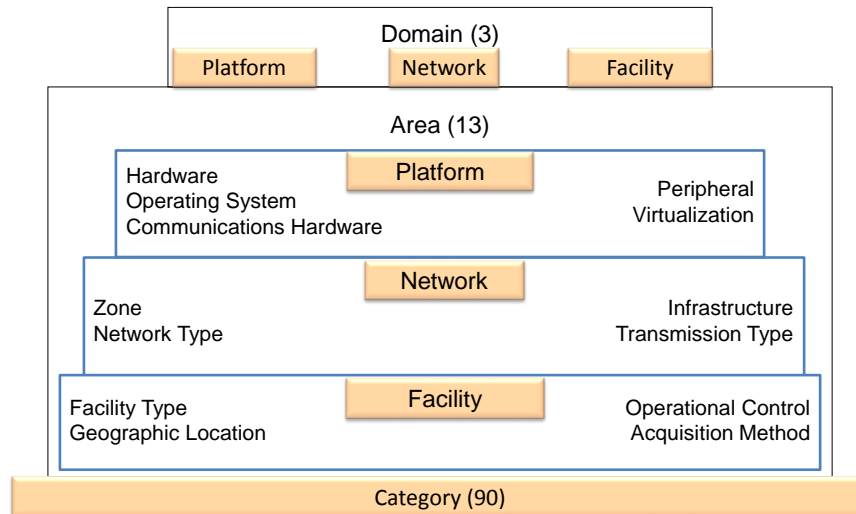 Domain (3)
Platform
Network
Facility
Area (13)
Platform
Hardware
Operating System
Communications Hardware
Peripheral
Virtualization
Network
Zone
Network Type
Infrastructure
Transmission Type
Facility
Facility Type
Geographic Location
Operational Control
Acquisition Method
Category (90)